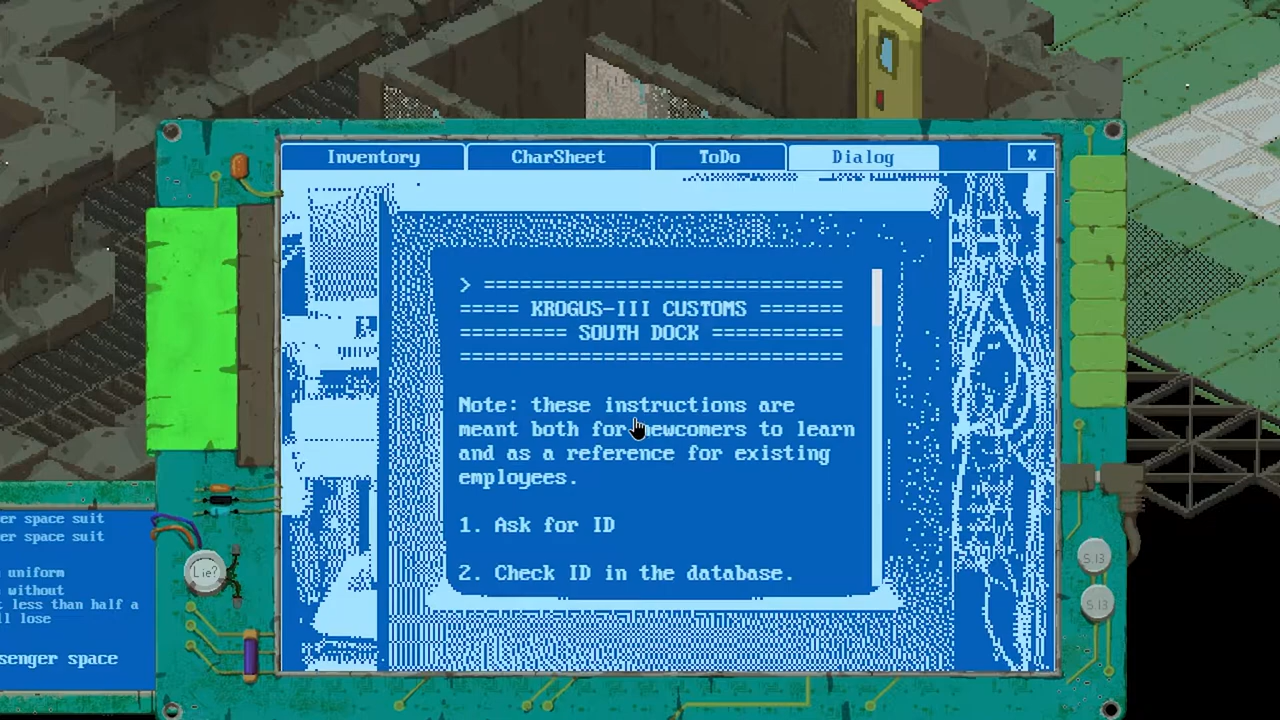 Inventory
CharSheet
ToDo
Dialog
X
> ==============================
===== KROGUS-III CUSTOMS =======
========= SOUTH DOCK ===========
================================
Note: these instructions are
meant both for newcomers to learn
and as a reference for existing
employees.
1. Ask for ID
2. Check ID in the database.
er space suit
er space suit
uniform
without
less than half a
lose
senger space
Lie?
S.13
S.13